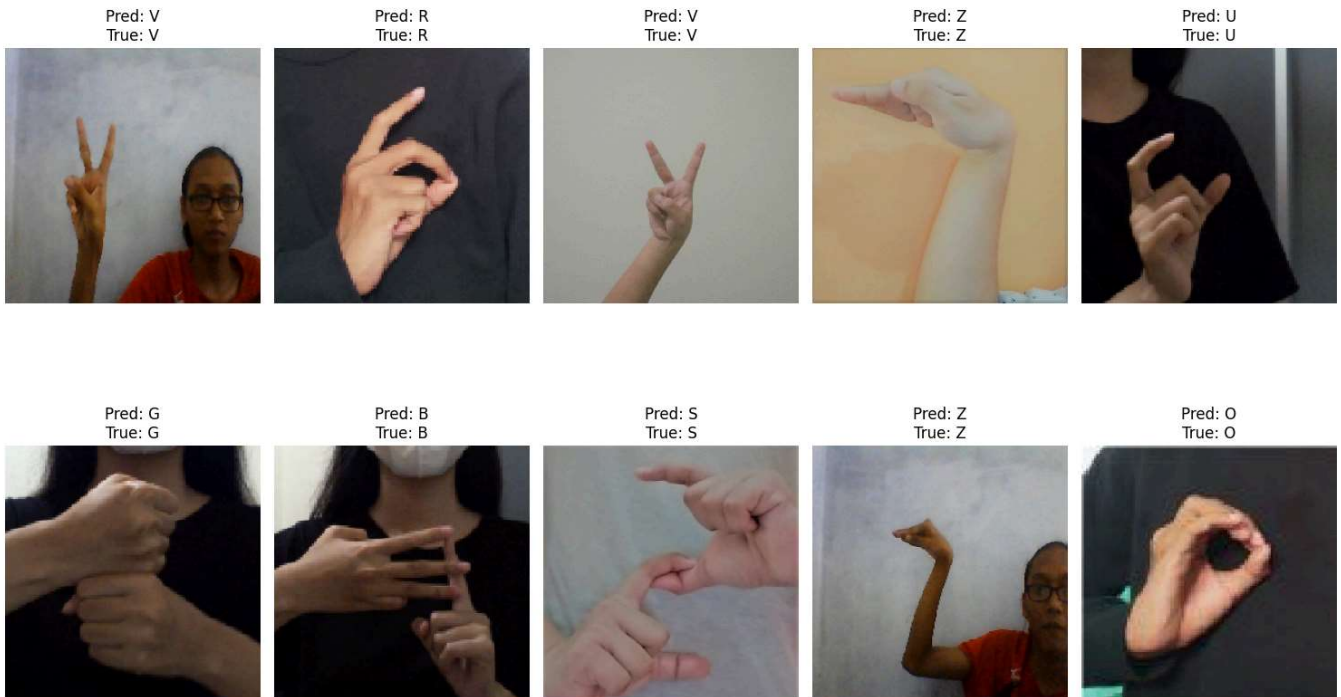 Pred: V
True: V
Pred: R
True: R
Pred: V
True: V
Pred: Z
True: Z
Pred: U
True: U
Pred: G
True: G
Pred: B
True: B
Pred: S
True: S
Pred: Z
True: Z
Pred: O
True: O